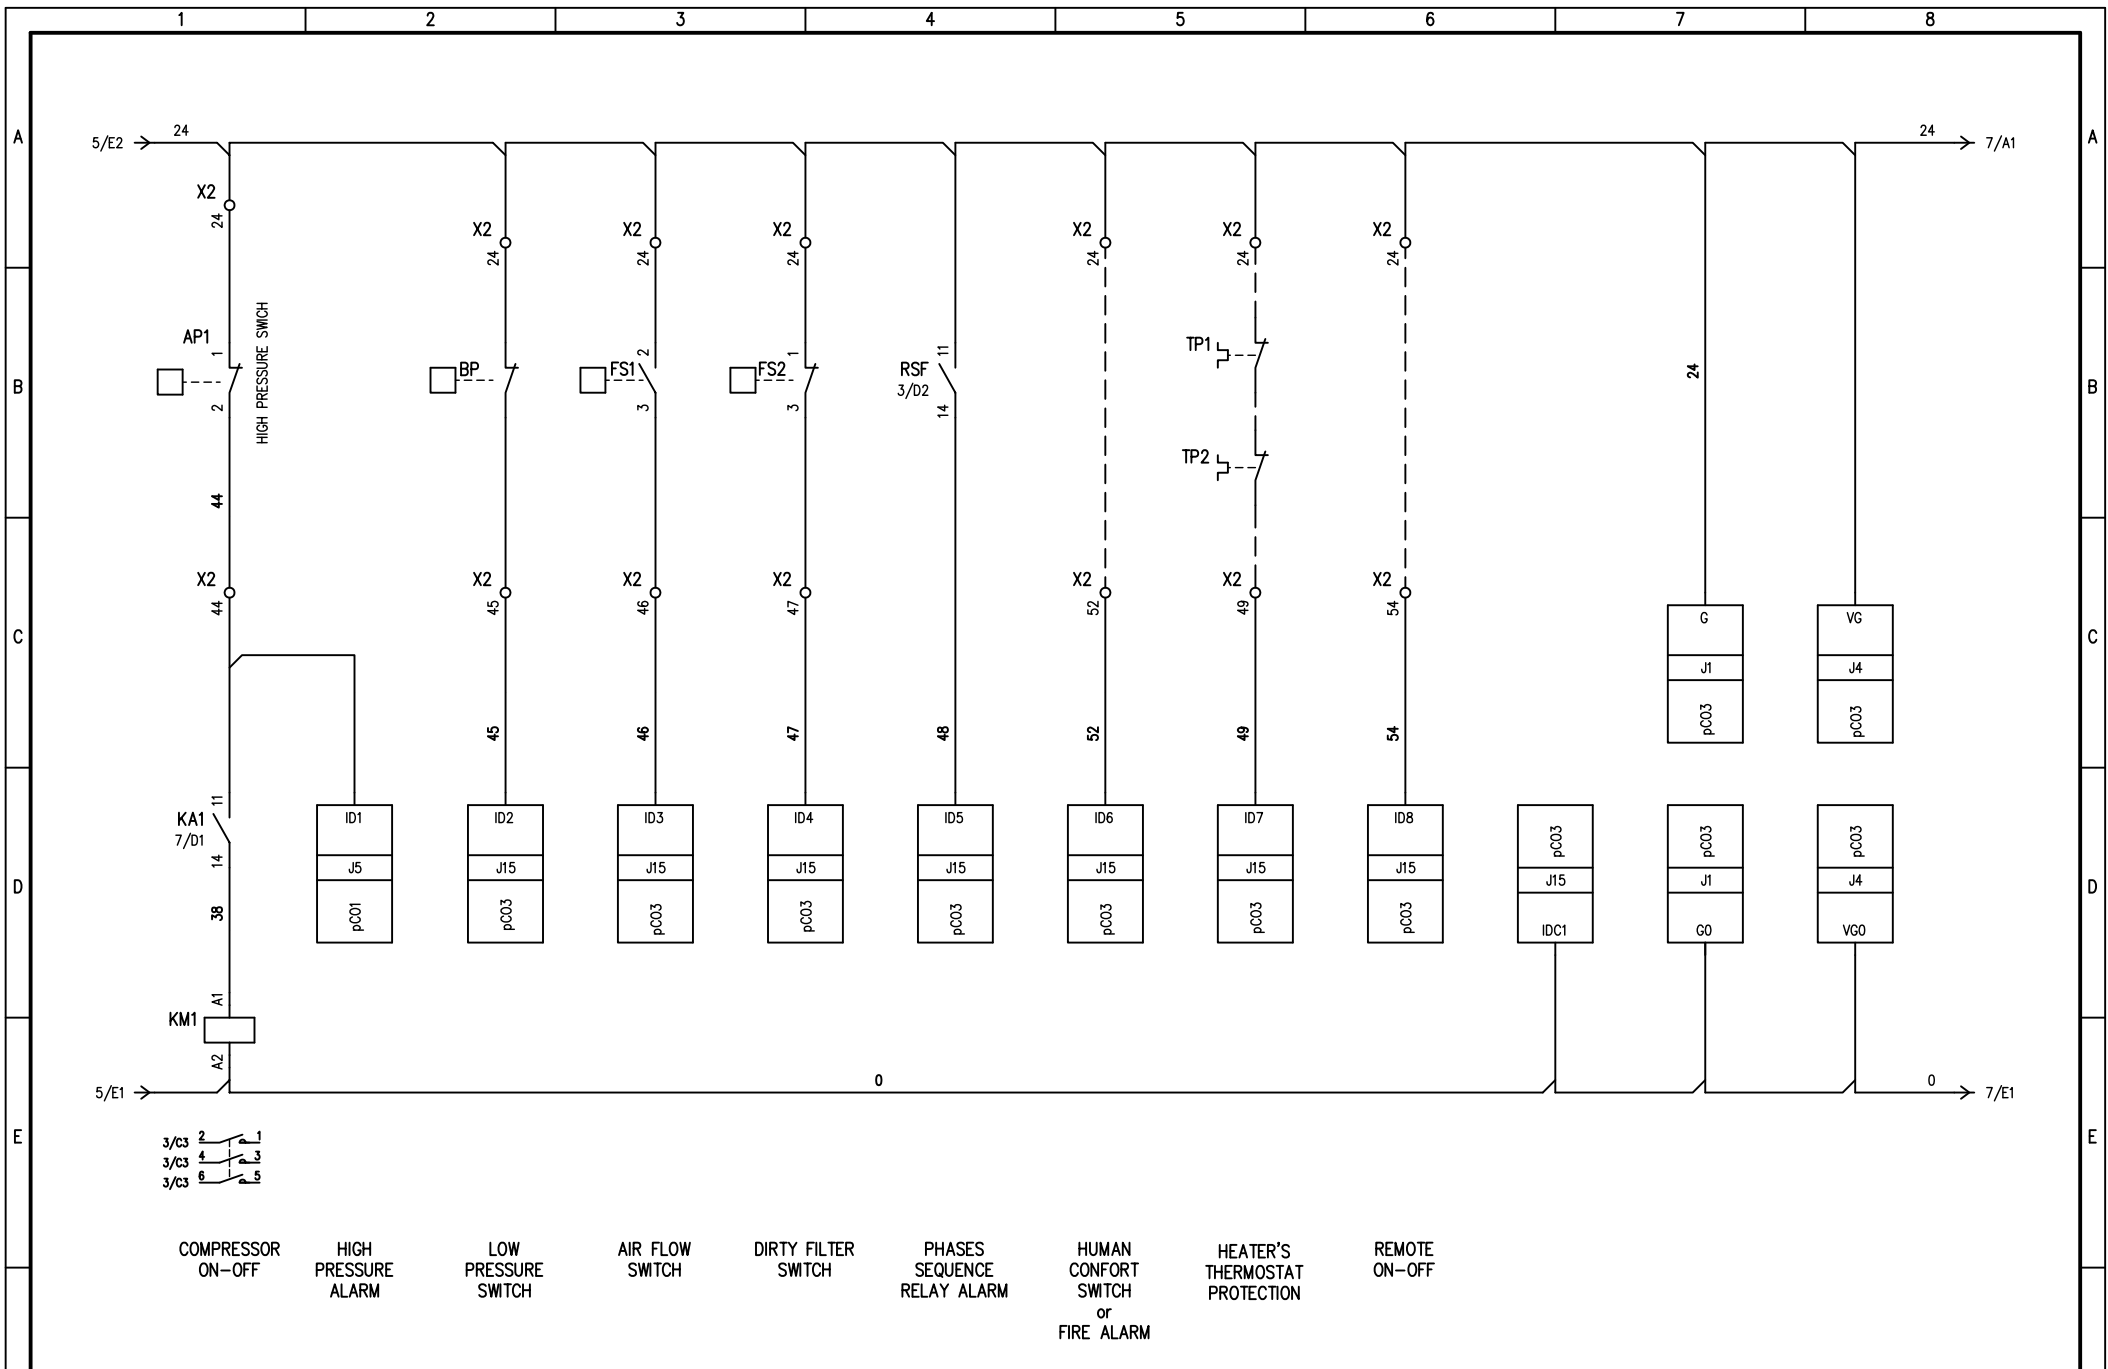 1 2 3 4 5 6 7 8
A A
5/E2 24 24 7/A1
X2
24
X2 X2 X2 X2 X2 X2
24 24 24 24 24 24
B B
AP1 1 2
HIGH PRESSURE SWICH
BP
FS1 2 3
FS2 1 3
RSF 11
3/D2 14
TP1
TP2
24
44
X2 X2 X2 X2 X2 X2 X2
44 45 46 47 52 49 54
C C
G VG
J1 J4
pCO3 pCO3
45 46 47 48 52 49 54
11
KA1
7/D1
14
ID1 ID2 ID3 ID4 ID5 ID6 ID7 ID8 pCO3 pCO3 pCO3
J5 J15 J15 J15 J15 J15 J15 J15 J15 J1 J4
D D
pCO1 pCO3 pCO3 pCO3 pCO3 pCO3 pCO3 pCO3 IDC1 G0 VG0
38
A1
KM1
A2
5/E1 0 0 7/E1
E E
3/C3 2 1
3/C3 4 3
3/C3 6 5
COMPRESSOR
ON-OFF
HIGH
PRESSURE
ALARM
LOW
PRESSURE
SWITCH
AIR FLOW
SWITCH
DIRTY FILTER
SWITCH
PHASES
SEQUENCE
RELAY ALARM
HUMAN
CONFORT
SWITCH
or
FIRE ALARM
HEATER'S
THERMOSTAT
PROTECTION
REMOTE
ON-OFF